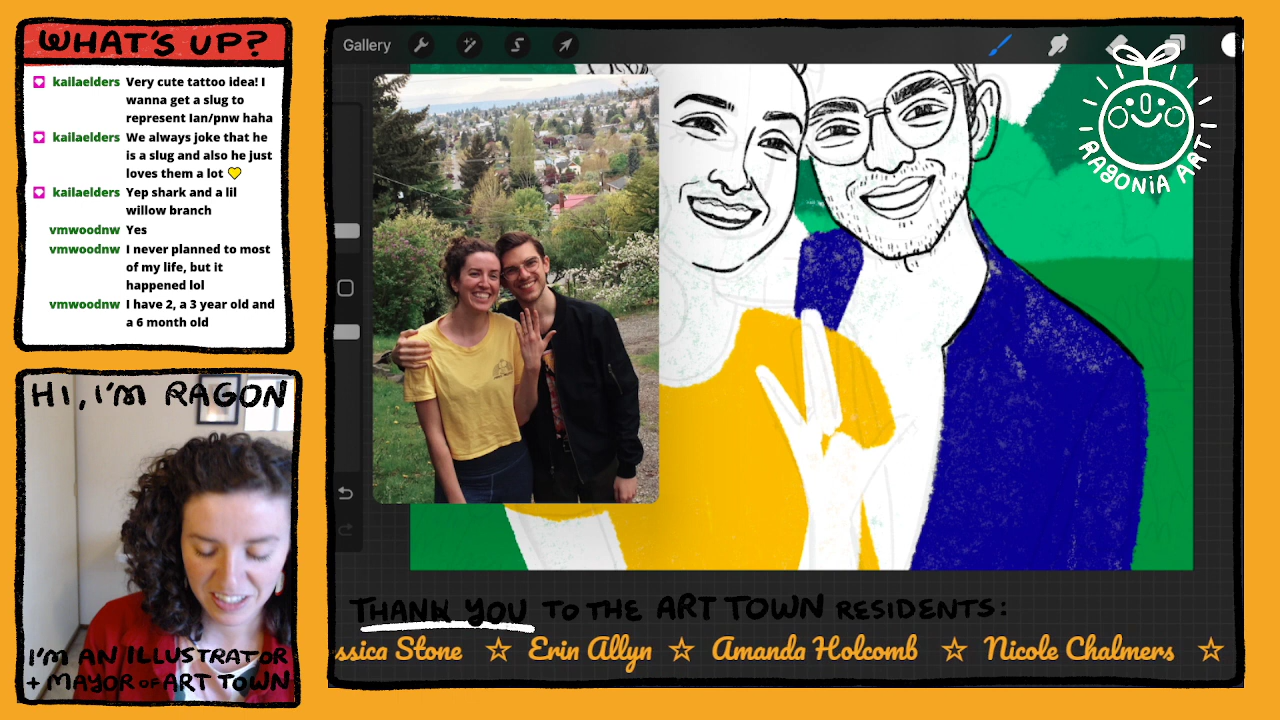 WHAT'S UP?
kailaelders Very cute tattoo idea! I
wanna get a slug to
represent Ian/pnw haha
kailaelders We always joke that he
is a slug and also he just
loves them a lot 💛
kailaelders Yep shark and a lil
willow branch
vmwoodnw Yes
vmwoodnw I never planned to most
of my life, but it
happened lol
vmwoodnw I have 2, a 3 year old and
a 6 month old
HI, I'M RAGON
I'M AN ILLUSTRATOR
+ MAYOR OF ART TOWN
Gallery
RAGONIA ART
THANK YOU TO THE ART TOWN RESIDENTS:
ssica Stone ☆ Erin Allyn ☆ Amanda Holcomb ☆ Nicole Chalmers ☆